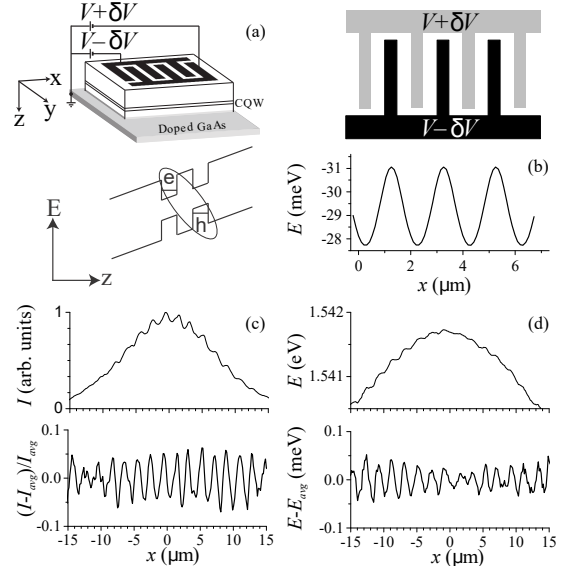 V+δV
V−δV
(a)
x
y
z
CQW
Doped GaAs
V+δV
V−δV
e
h
E
z
(b)
E (meV)
-31
-30
-29
-28
0 2 4 6
x (μm)
(c)
I (arb. units)
1
0
(I-I_avg)/I_avg
0.1
0.0
-0.1
-15 -10 -5 0 5 10 15
x (μm)
(d)
E (eV)
1.542
1.541
E-E_avg (meV)
0.1
0.0
-0.1
-15 -10 -5 0 5 10 15
x (μm)